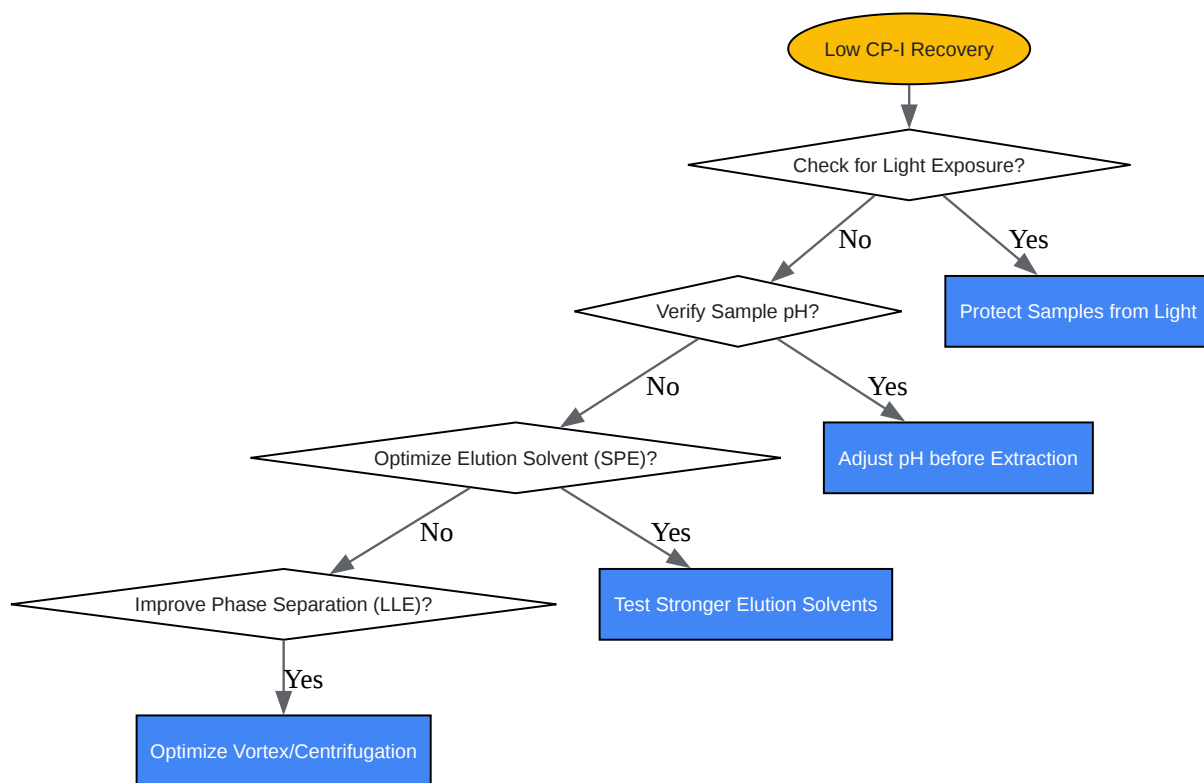 Low CP-I Recovery
Check for Light Exposure?
No
Yes
Verify Sample pH?
Protect Samples from Light
No
Yes
Optimize Elution Solvent (SPE)?
Adjust pH before Extraction
No
Yes
Improve Phase Separation (LLE)?
Test Stronger Elution Solvents
Yes
Optimize Vortex/Centrifugation